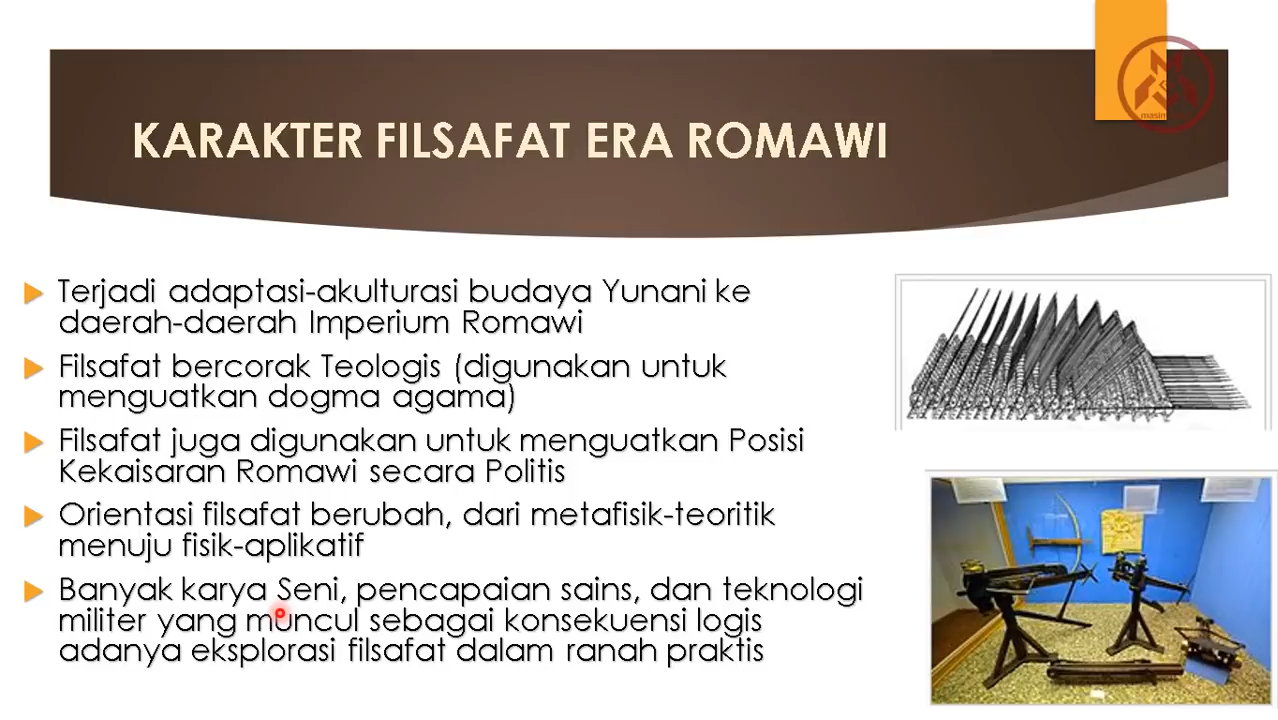 masim
KARAKTER FILSAFAT ERA ROMAWI
Terjadi adaptasi-akulturasi budaya Yunani ke
daerah-daerah Imperium Romawi
Filsafat bercorak Teologis (digunakan untuk
menguatkan dogma agama)
Filsafat juga digunakan untuk menguatkan Posisi
Kekaisaran Romawi secara Politis
Orientasi filsafat berubah, dari metafisik-teoritik
menuju fisik-aplikatif
Banyak karya Seni, pencapaian sains, dan teknologi
militer yang muncul sebagai konsekuensi logis
adanya eksplorasi filsafat dalam ranah praktis